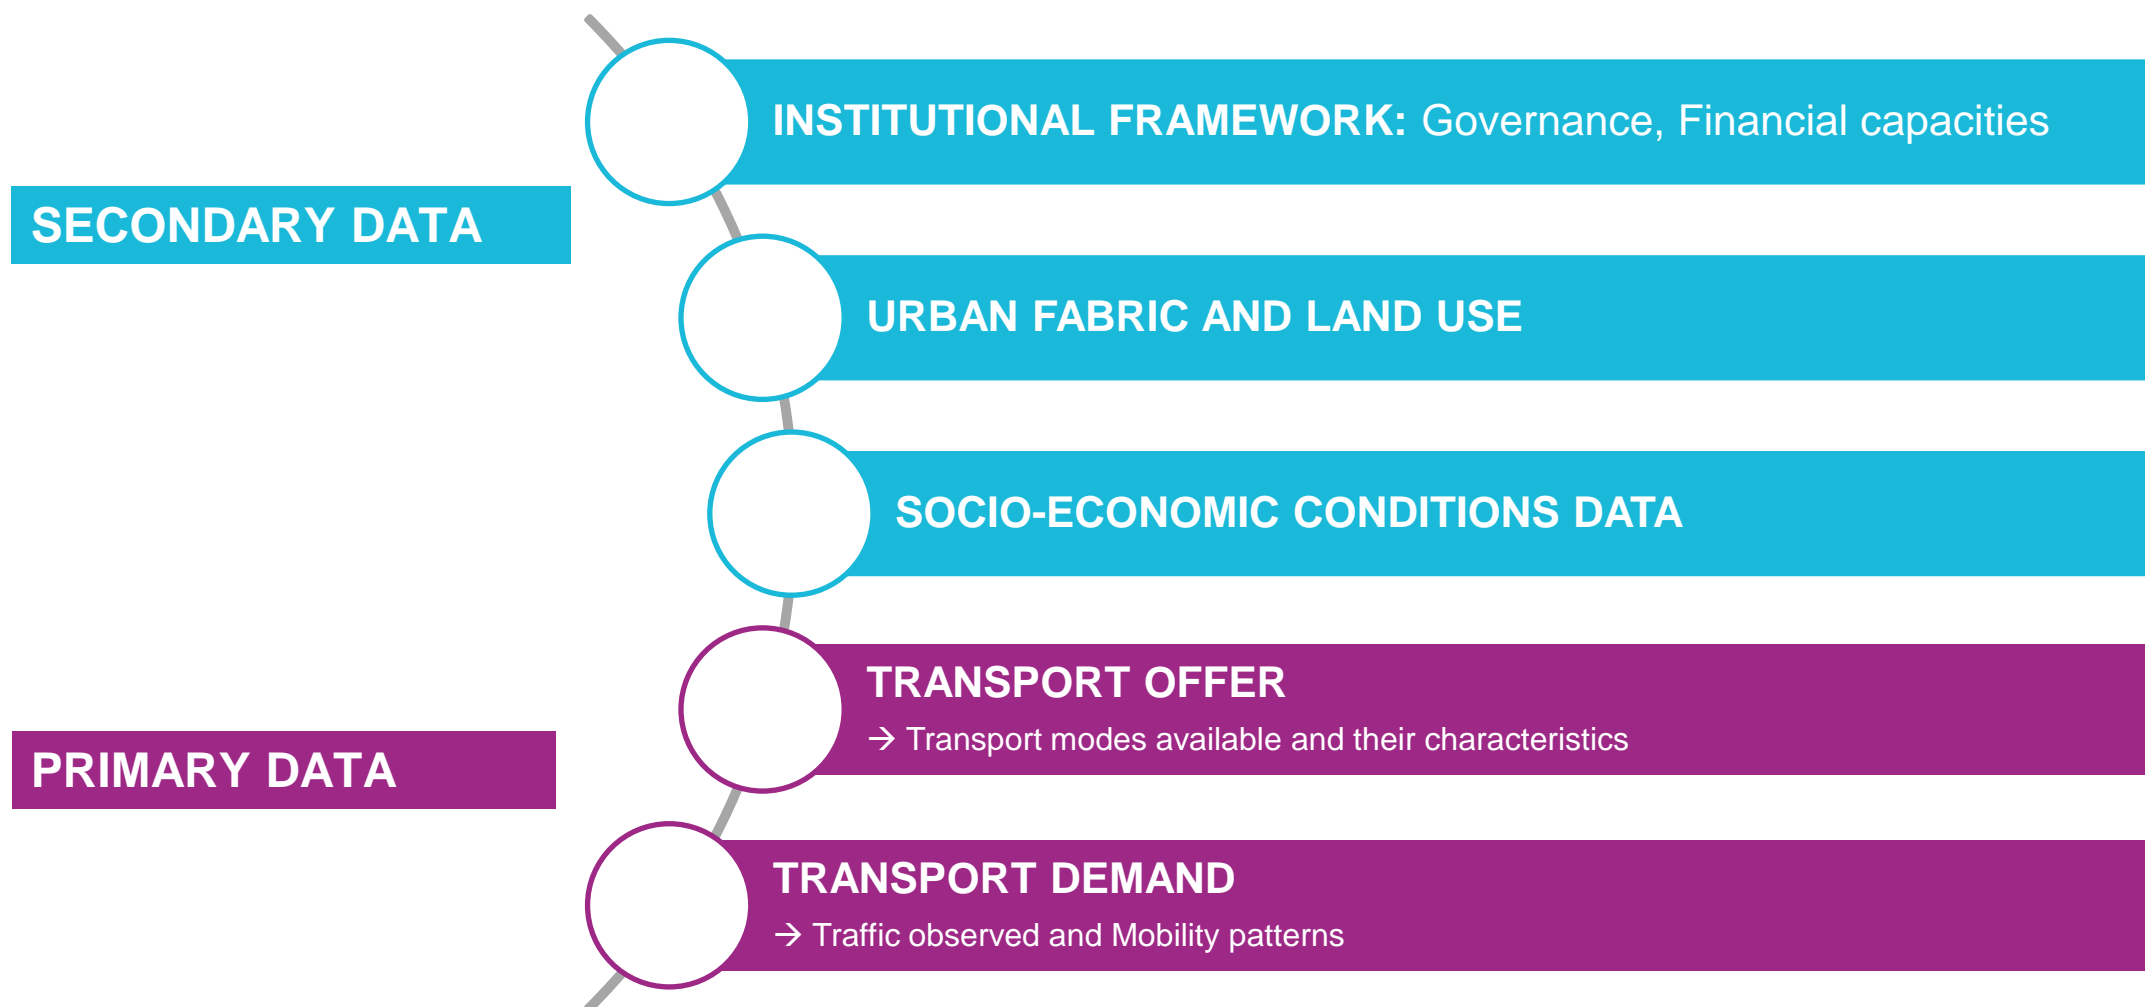 SECONDARY DATA
INSTITUTIONAL FRAMEWORK: Governance, Financial capacities
URBAN FABRIC AND LAND USE
SOCIO-ECONOMIC CONDITIONS DATA
PRIMARY DATA
TRANSPORT OFFER
→ Transport modes available and their characteristics
TRANSPORT DEMAND
→ Traffic observed and Mobility patterns